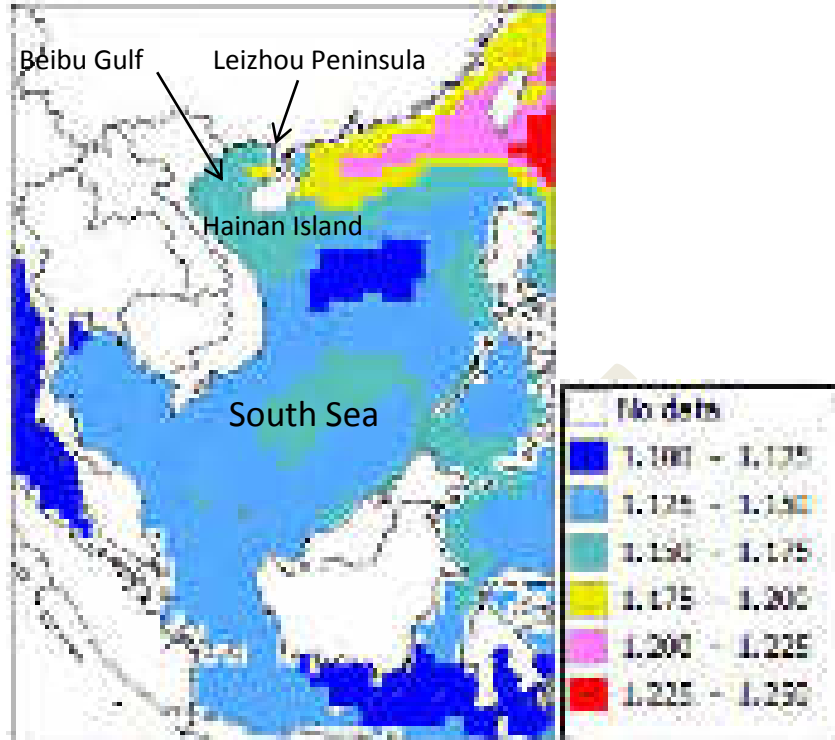 Beibu Gulf
Leizhou Peninsula
Hainan Island
South Sea
No data
1.100 - 1.125
1.125 - 1.150
1.150 - 1.175
1.175 - 1.200
1.200 - 1.225
1.225 - 1.250